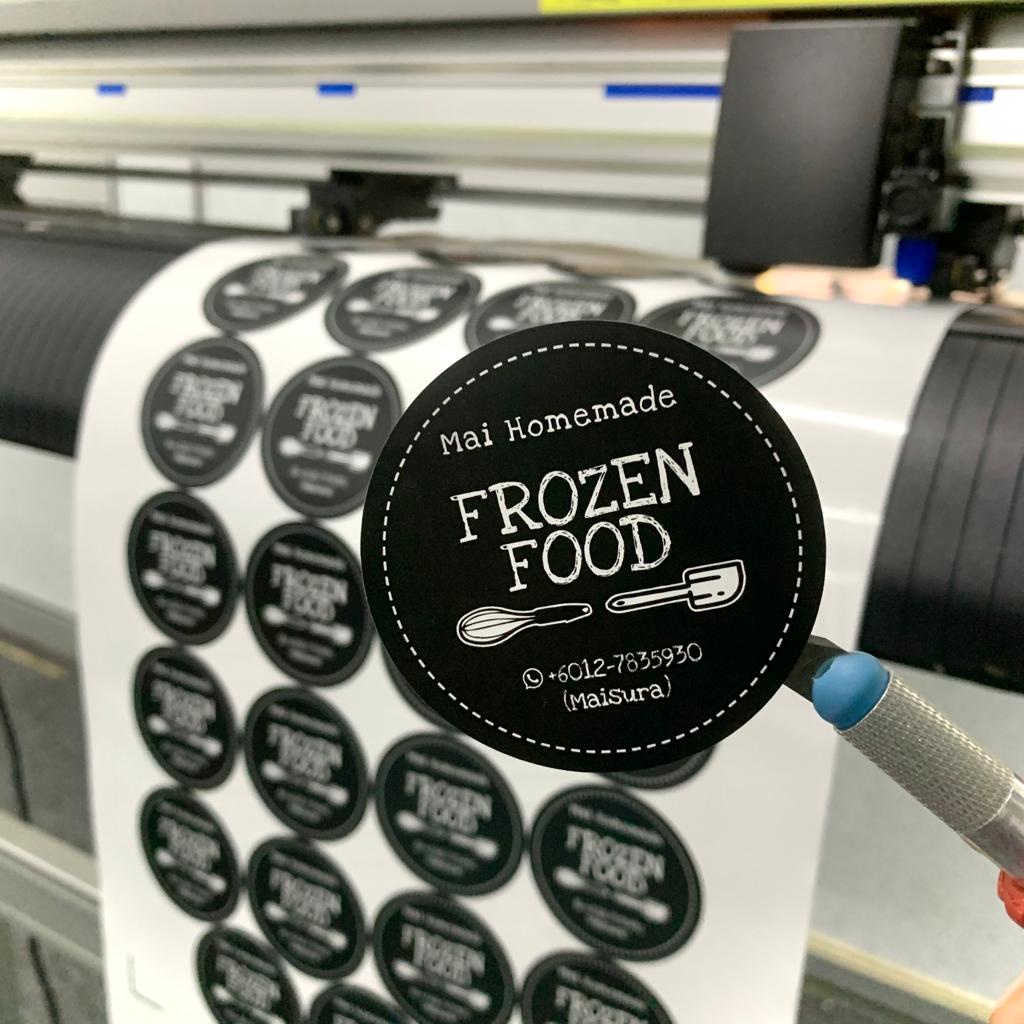 Mai Homemade
FROZEN
FOOD
+6012-7835930
(Maisura)